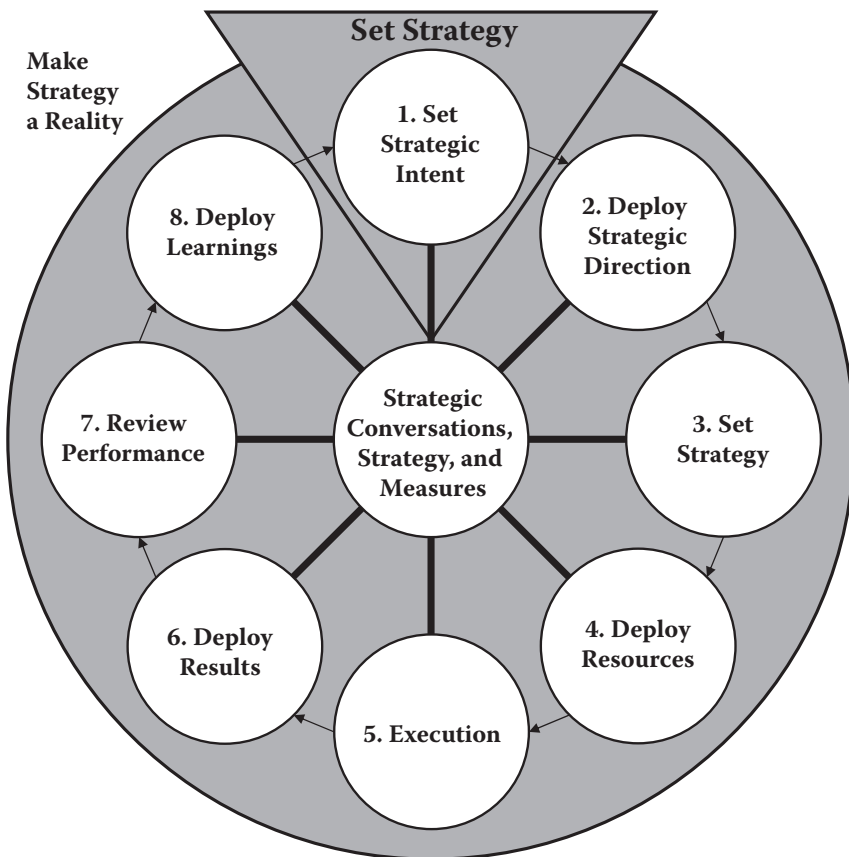 Set Strategy
Make
Strategy
a Reality
1. Set
Strategic
Intent
2. Deploy
Strategic
Direction
3. Set
Strategy
4. Deploy
Resources
5. Execution
6. Deploy
Results
7. Review
Performance
8. Deploy
Learnings
Strategic
Conversations,
Strategy, and
Measures